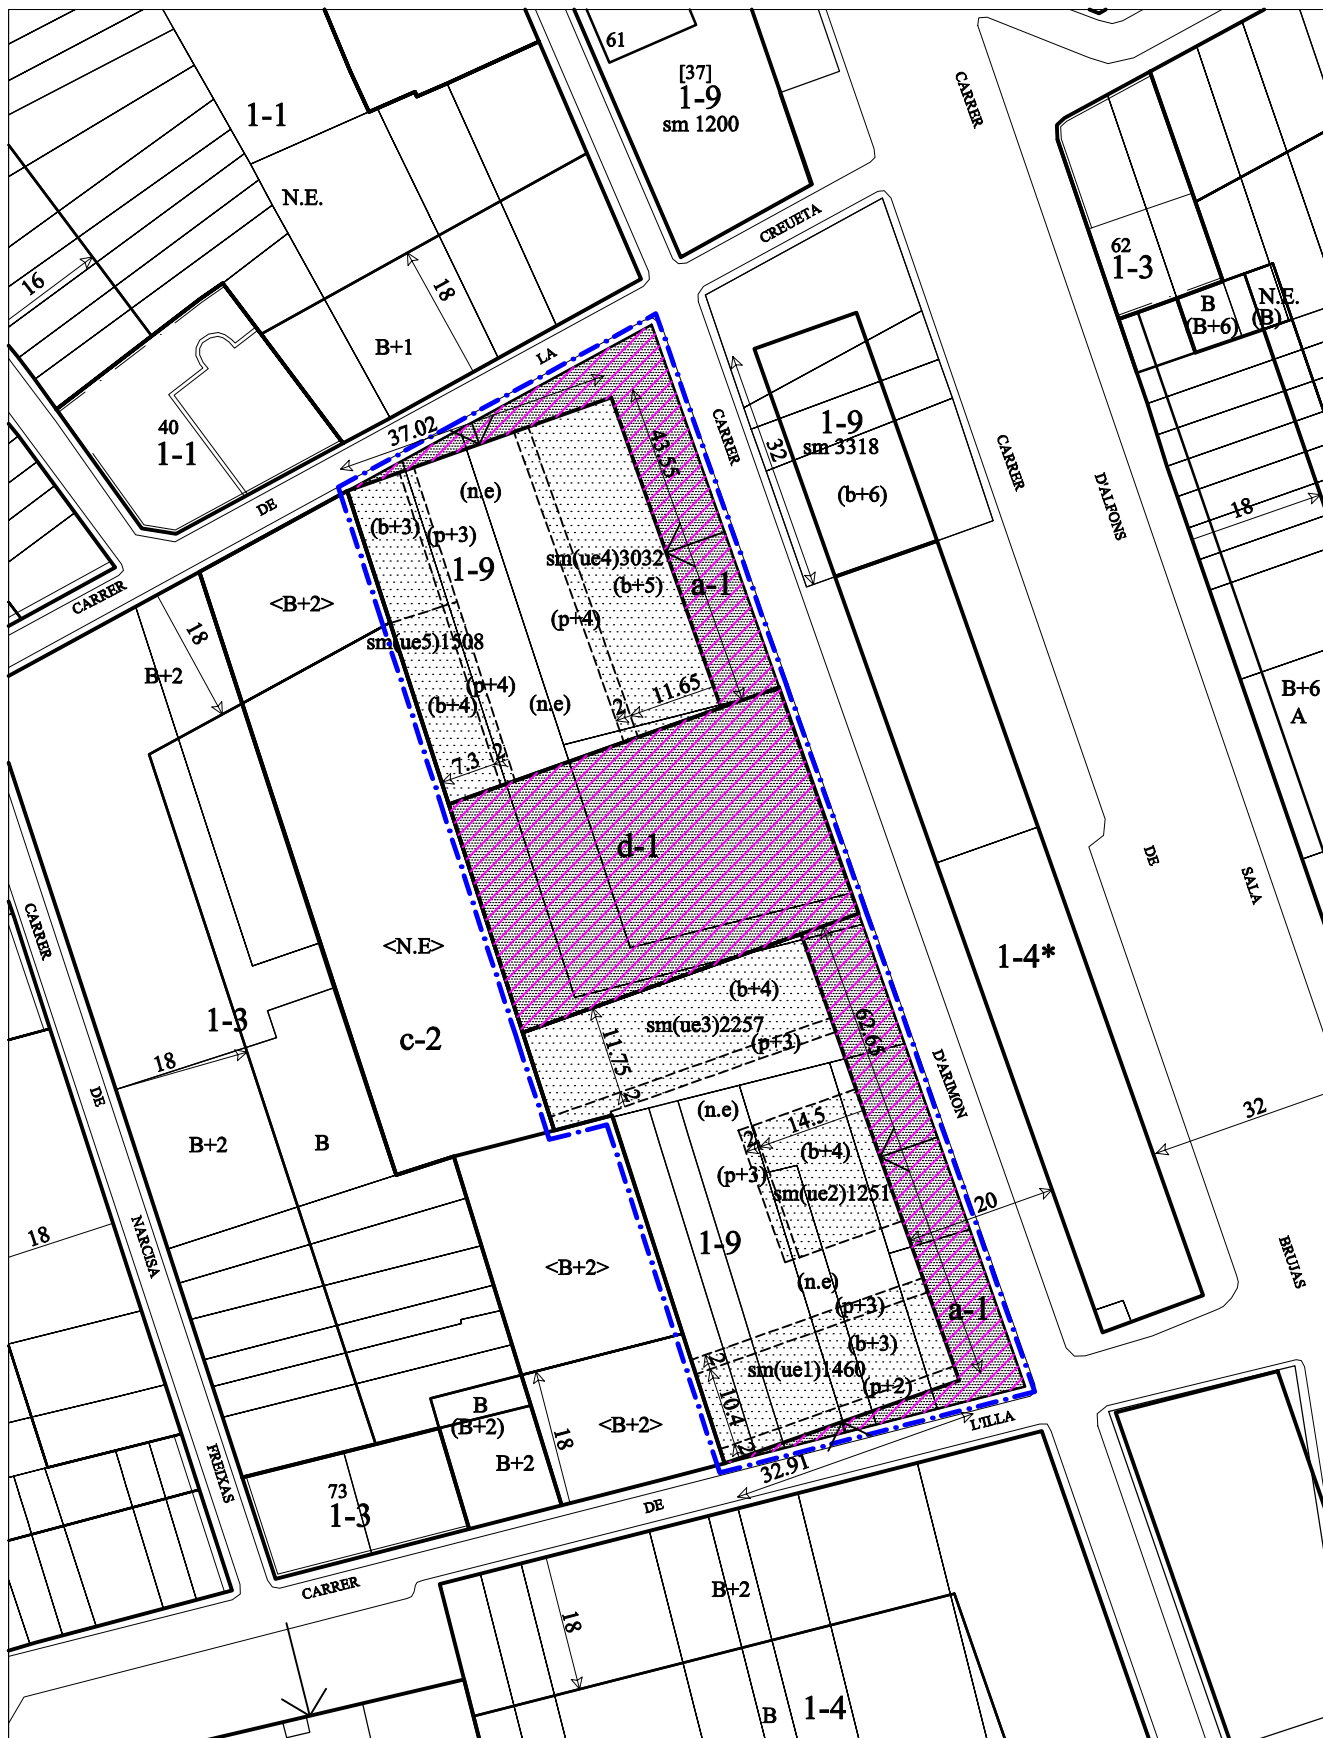 61
[37]
1-9
sm 1200
1-1
CARRER
N.E.
CREUETA
62
1-3
16
18
B
(B+6)
N.E.
(B)
B+1
LA
40
1-1
37.02
CARRER
43.55
32
1-9
sm 3318
(b+6)
CARRER
D'ALFONS
18
DE
(n.e)
(b+3)
(p+3)
1-9
sm(ue4)3032
(b+5)
a-1
(p+4)
CARRER
<B+2>
18
sm(ue5)1508
B+2
(p+4)
(b+4)
(n.e)
2
11.65
B+6
A
7.3
2
d-1
DE
SALA
CARRER
<N.E>
1-4*
(b+4)
1-3
c-2
sm(ue3)2257
(p+3)
62.65
11.75
18
D'ARIMON
DE
2
(n.e)
14.5
32
B+2
B
2
(b+4)
(p+3)
sm(ue2)1251
20
18
NARCISA
1-9
BRUJAS
<B+2>
(n.e)
(p+3)
a-1
(b+3)
2
sm(ue1)1460
(p+2)
10.4
B
(B+2)
<B+2>
L'ILLA
18
2
B+2
32.91
FREIXAS
73
1-3
DE
CARRER
B+2
18
B
1-4